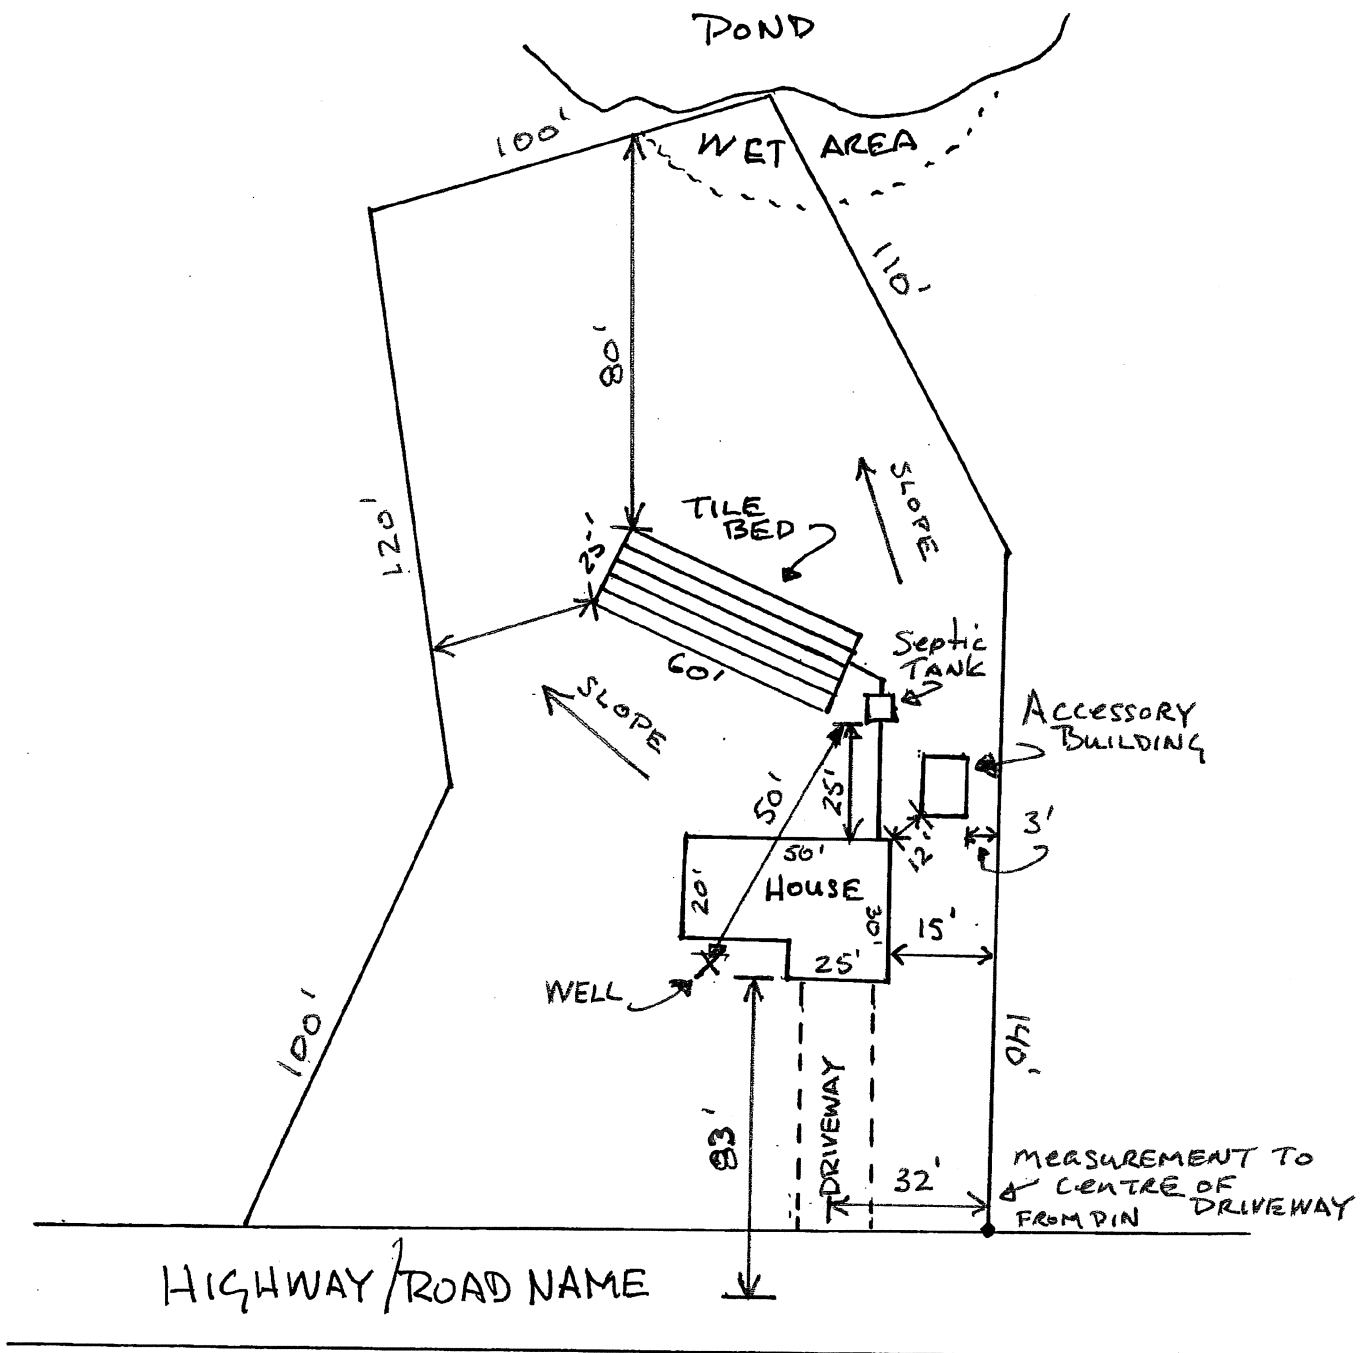 POND
100'
WET AREA
110'
80'
120'
SLOPE
TILE
BED
25'
60'
Septic
TANK
SLOPE
ACCESSORY
BUILDING
50'
25'
12'
3'
50'
20'
HOUSE
30'
15'
25'
WELL
100'
140'
83'
DRIVEWAY
32'
MEASUREMENT TO
CENTRE OF
DRIVEWAY
FROM PIN
HIGHWAY/ROAD NAME